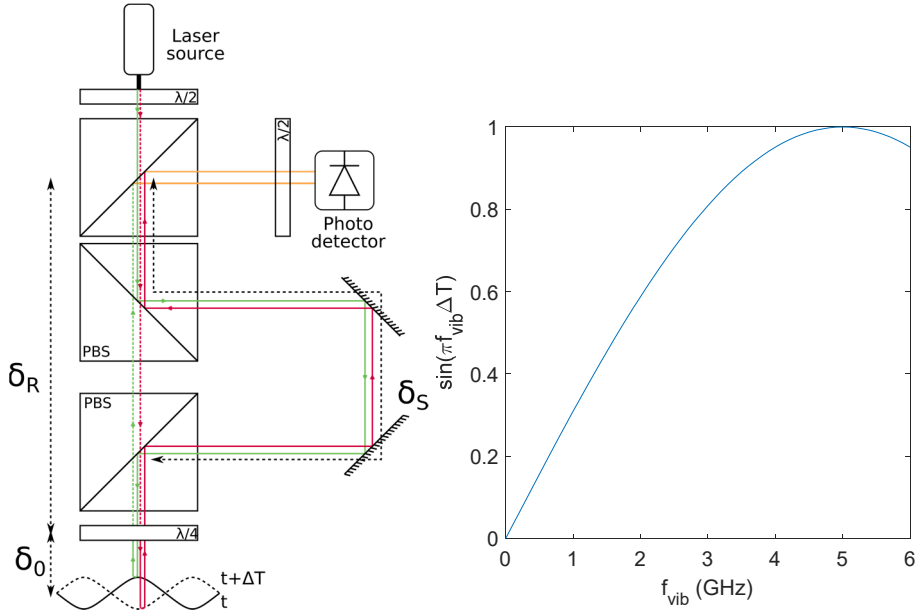 Laser
source
λ/2
λ/2
Photo
detector
PBS
PBS
δR
δS
λ/4
δ0
t+ΔT
t
1
0.8
0.6
0.4
0.2
0
0 1 2 3 4 5 6
sin(πfvibΔT)
fvib (GHz)